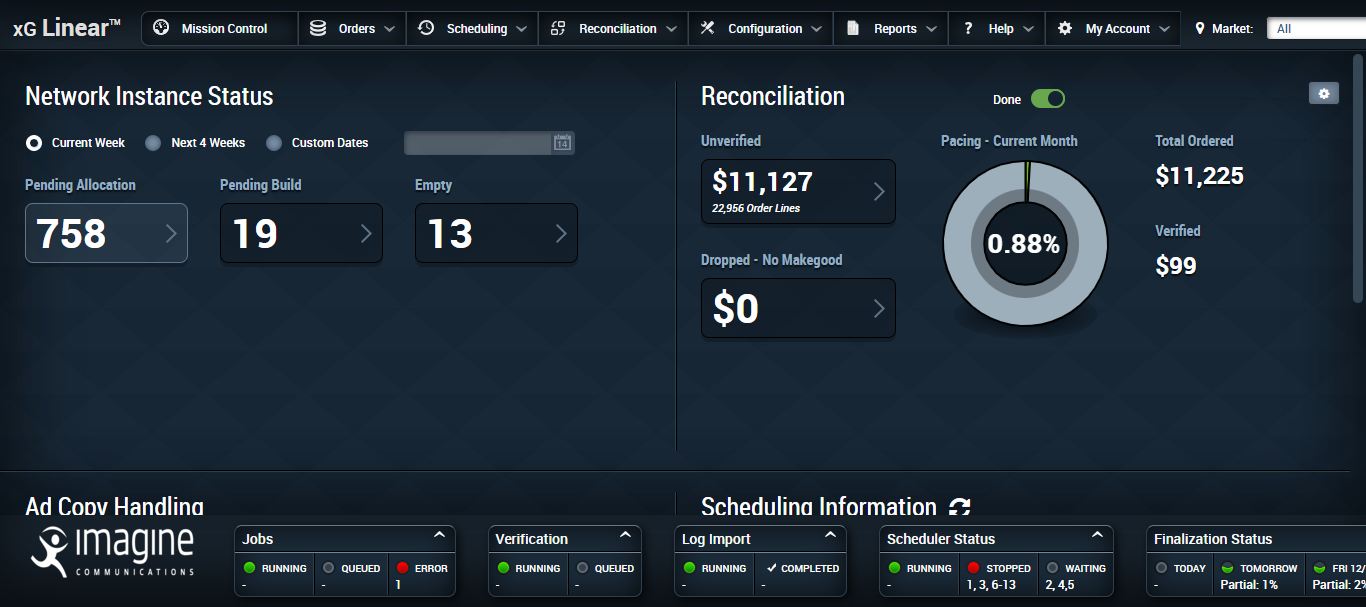 xG Linear™
Mission Control
Orders
Scheduling
Reconciliation
Configuration
Reports
? Help
My Account
Market:
All
Network Instance Status
Current Week
Next 4 Weeks
Custom Dates
14
Pending Allocation
Pending Build
Empty
758
19
13
Reconciliation
Done
Unverified
$11,127
22,956 Order Lines
Dropped - No Makegood
$0
Pacing - Current Month
0.88%
Total Ordered
$11,225
Verified
$99
Ad Copy Handling
Scheduling Information
imagine
COMMUNICATIONS
Jobs
RUNNING
-
QUEUED
-
ERROR
1
Verification
RUNNING
-
QUEUED
-
Log Import
RUNNING
-
COMPLETED
-
Scheduler Status
RUNNING
-
STOPPED
1, 3, 6-13
WAITING
2, 4,5
Finalization Status
TODAY
-
TOMORROW
Partial: 1%
FRI 12/
Partial: 2%